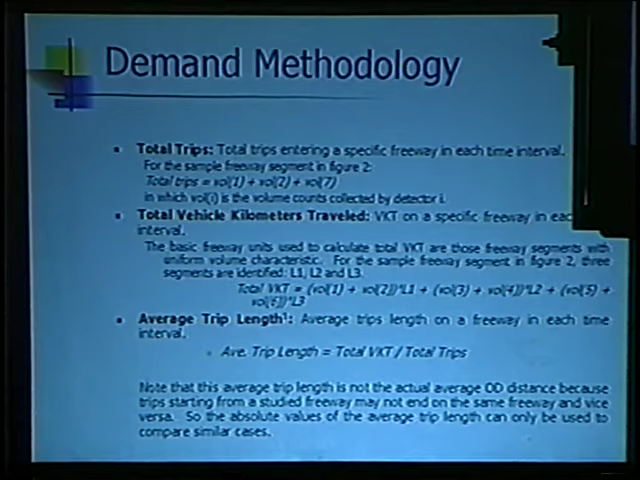 Demand Methodology
• Total Trips: Total trips entering a specific freeway in each time interval.
For the sample freeway segment in figure 2:
Total trips = vol(1) + vol(2) + vol(7)
in which vol(i) is the volume counts collected by detector i.
• Total Vehicle Kilometers Traveled: VKT on a specific freeway in eac
interval.
The basic freeway units used to calculate total VKT are those freeway segments with
uniform volume characteristic. For the sample freeway segment in figure 2, three
segments are identified: L1, L2 and L3.
Total VKT = (vol(1) + vol(2))*L1 + (vol(3) + vol(4))*L2 + (vol(5) +
vol(6))*L3
• Average Trip Length¹: Average trips length on a freeway in each time
interval.
◦ Ave. Trip Length = Total VKT / Total Trips
Note that this average trip length is not the actual average OD distance because
trips starting from a studied freeway may not end on the same freeway and vice
versa. So the absolute values of the average trip length can only be used to
compare similar cases.